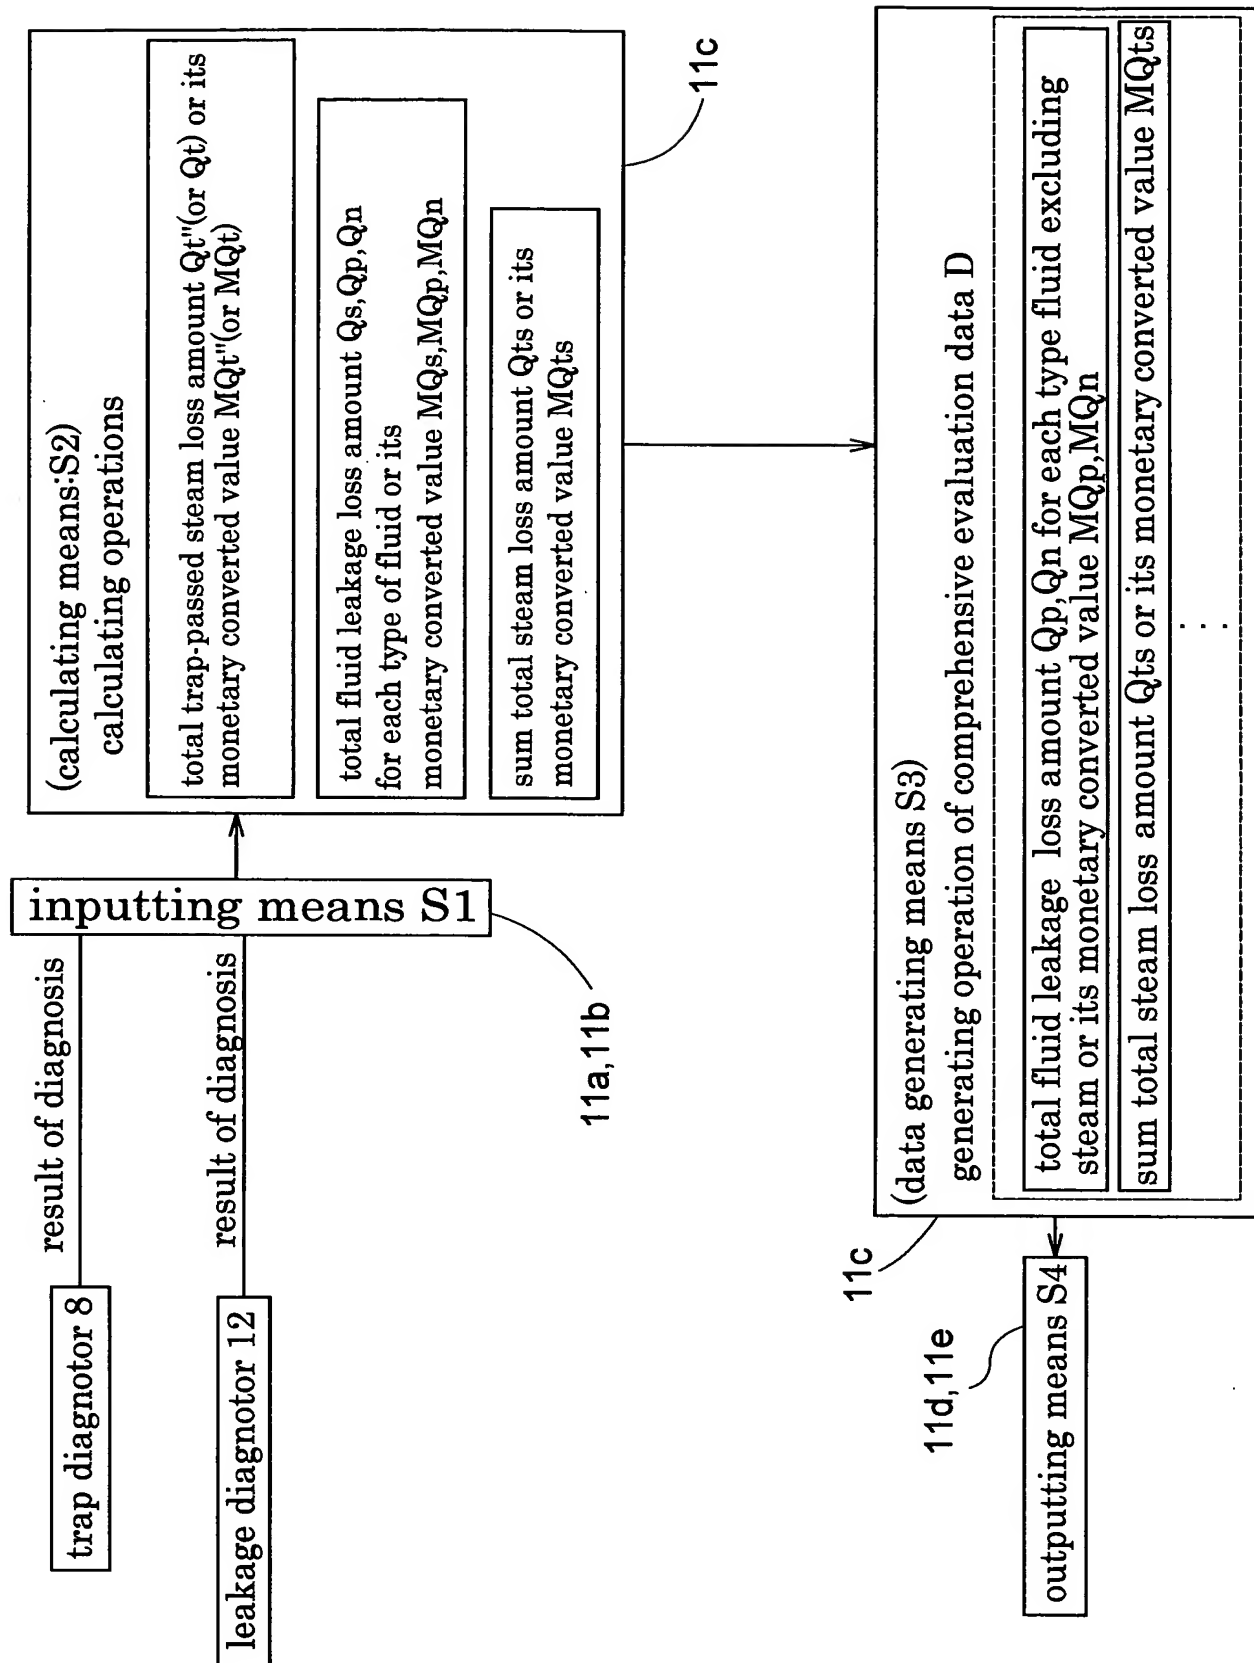 trap diagnotor 8
result of diagnosis
leakage diagnotor 12
result of diagnosis
inputting means S1
11a,11b
(calculating means:S2)
calculating operations
total trap-passed steam loss amount Qt"(or Qt) or its
monetary converted value MQt"(or MQt)
total fluid leakage loss amount Qs,Qp,Qn
for each type of fluid or its
monetary converted value MQs,MQp,MQn
sum total steam loss amount Qts or its
monetary converted value MQts
11c
(data generating means S3)
generating operation of comprehensive evaluation data D
total fluid leakage loss amount Qp,Qn for each type fluid excluding
steam or its monetary converted value MQp,MQn
sum total steam loss amount Qts or its monetary converted value MQts
...
11c
11d,11e
outputting means S4